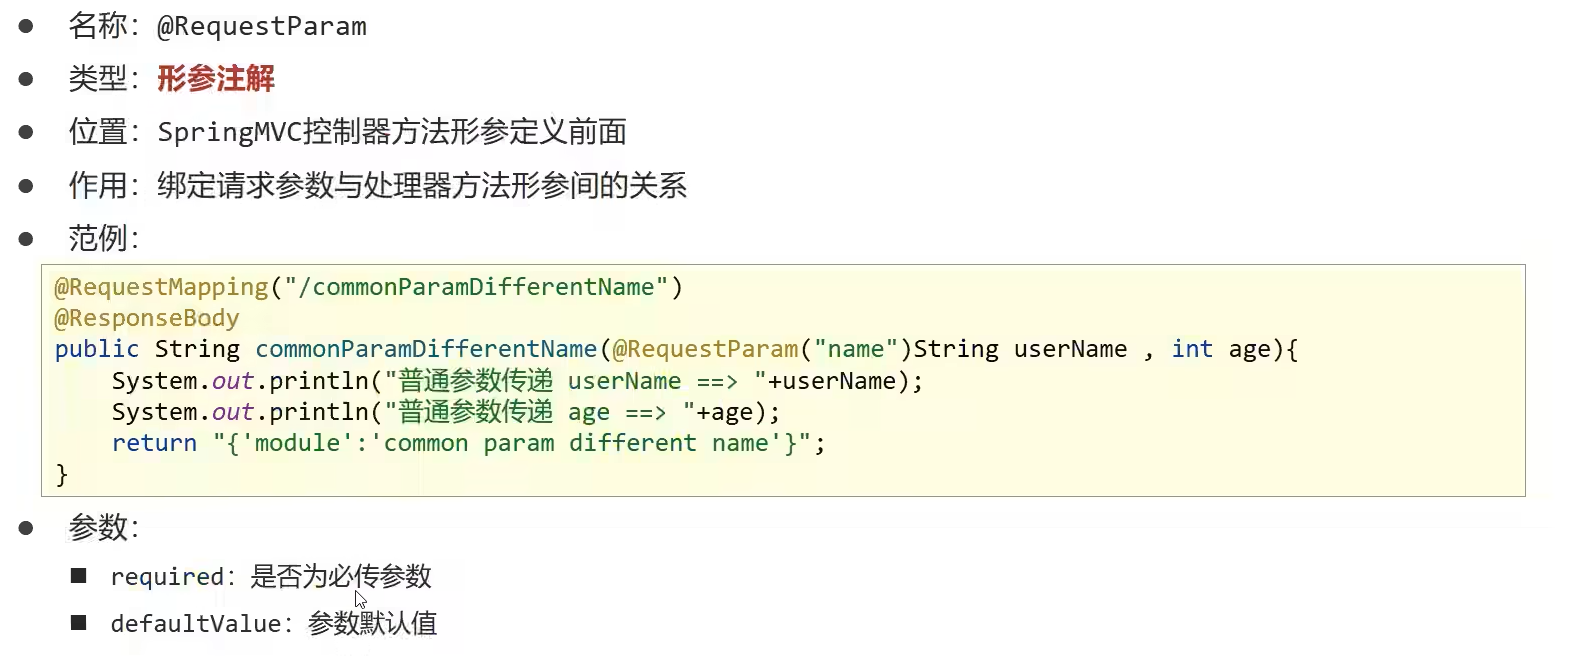 ● 名称：@RequestParam
● 类型：形参注解
● 位置：SpringMVC控制器方法形参定义前面
● 作用：绑定请求参数与处理器方法形参间的关系
● 范例：
@RequestMapping("/commonParamDifferentName")
@ResponseBody
public String commonParamDifferentName(@RequestParam("name")String userName , int age){
    System.out.println("普通参数传递 userName ==> "+userName);
    System.out.println("普通参数传递 age ==> "+age);
    return "{'module':'common param different name'}";
}
● 参数：
■ required：是否为必传参数
■ defaultValue：参数默认值